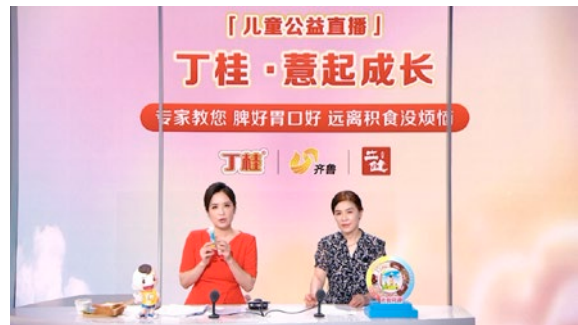 「儿童公益直播」
丁桂·薏起成长
专家教您 脾好胃口好 远离积食没烦恼
丁桂
齐鲁